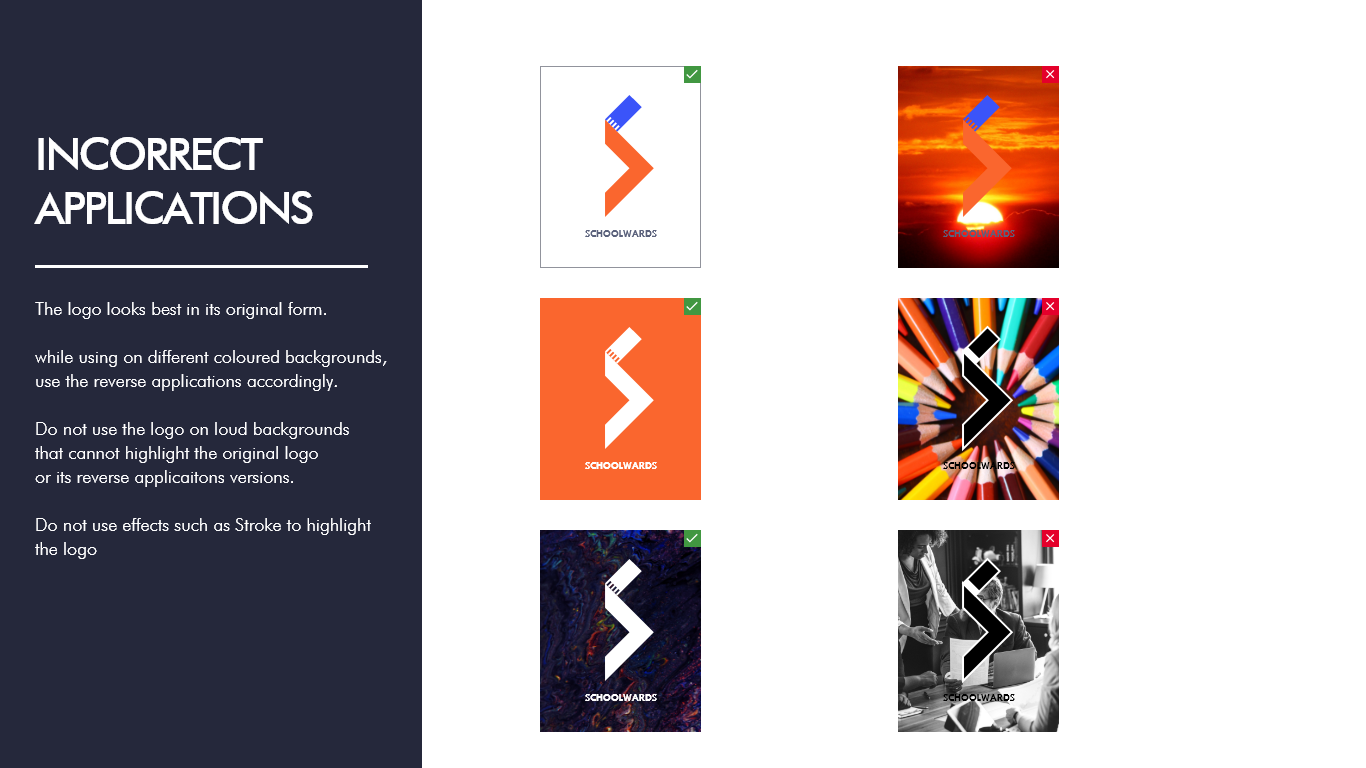 INCORRECT
APPLICATIONS
The logo looks best in its original form.
while using on different coloured backgrounds,
use the reverse applications accordingly.
Do not use the logo on loud backgrounds
that cannot highlight the original logo
or its reverse applicaitons versions.
Do not use effects such as Stroke to highlight
the logo
SCHOOLWARDS
SCHOOLWARDS
SCHOOLWARDS
SCHOOLWARDS
SCHOOLWARDS
SCHOOLWARDS